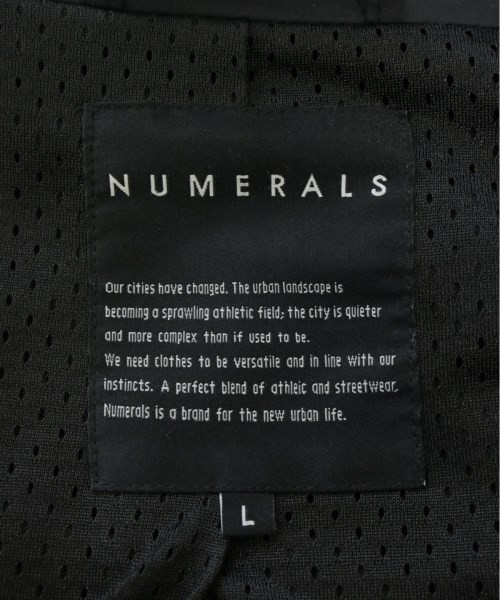 NUMERALS
Our cities have changed. The urban landscape is
becoming a sprawling athletic field; the city is quieter
and more complex than if used to be.
We need clothes to be versatile and in line with our
instincts. A perfect blend of athleic and streetwear.
Numerals is a brand for the new urban life.
L